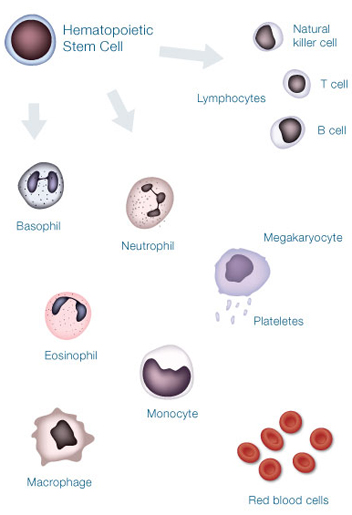 Hematopoietic
Stem Cell
Natural
killer cell
T cell
Lymphocytes
B cell
Basophil
Neutrophil
Megakaryocyte
Plateletes
Eosinophil
Monocyte
Macrophage
Red blood cells